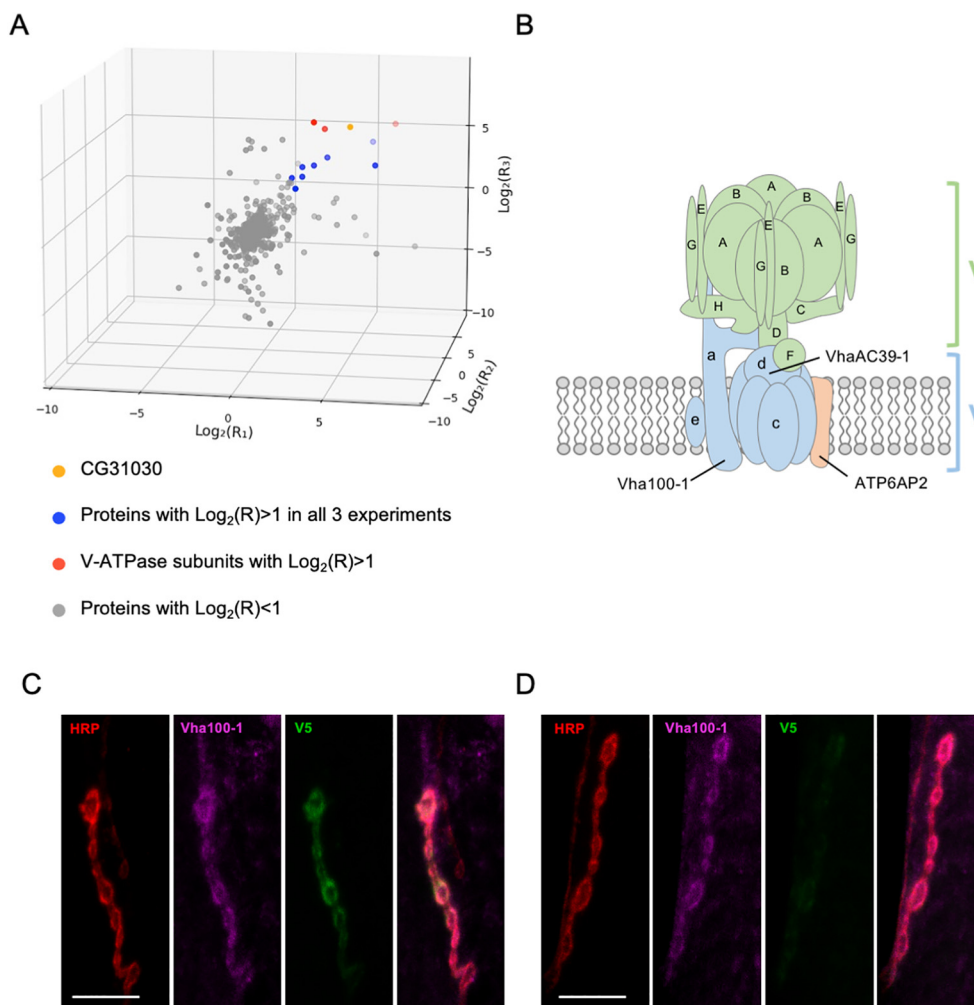 A
B
5
0
−5
−10
Log₂(R₃)
5
0
−5
−10
Log₂(R₂)
−10
−5
0
5
Log₁(R₁)
CG31030
Proteins with Log₂(R)>1 in all 3 experiments
V-ATPase subunits with Log₂(R)>1
Proteins with Log₂(R)<1
A
B
B
E
E
E
G
A
A
G
G
B
H
C
D
a
d
F
VhaAC39-1
V
V
e
c
Vha100-1
ATP6AP2
C
D
HRP
Vha100-1
V5
HRP
Vha100-1
V5